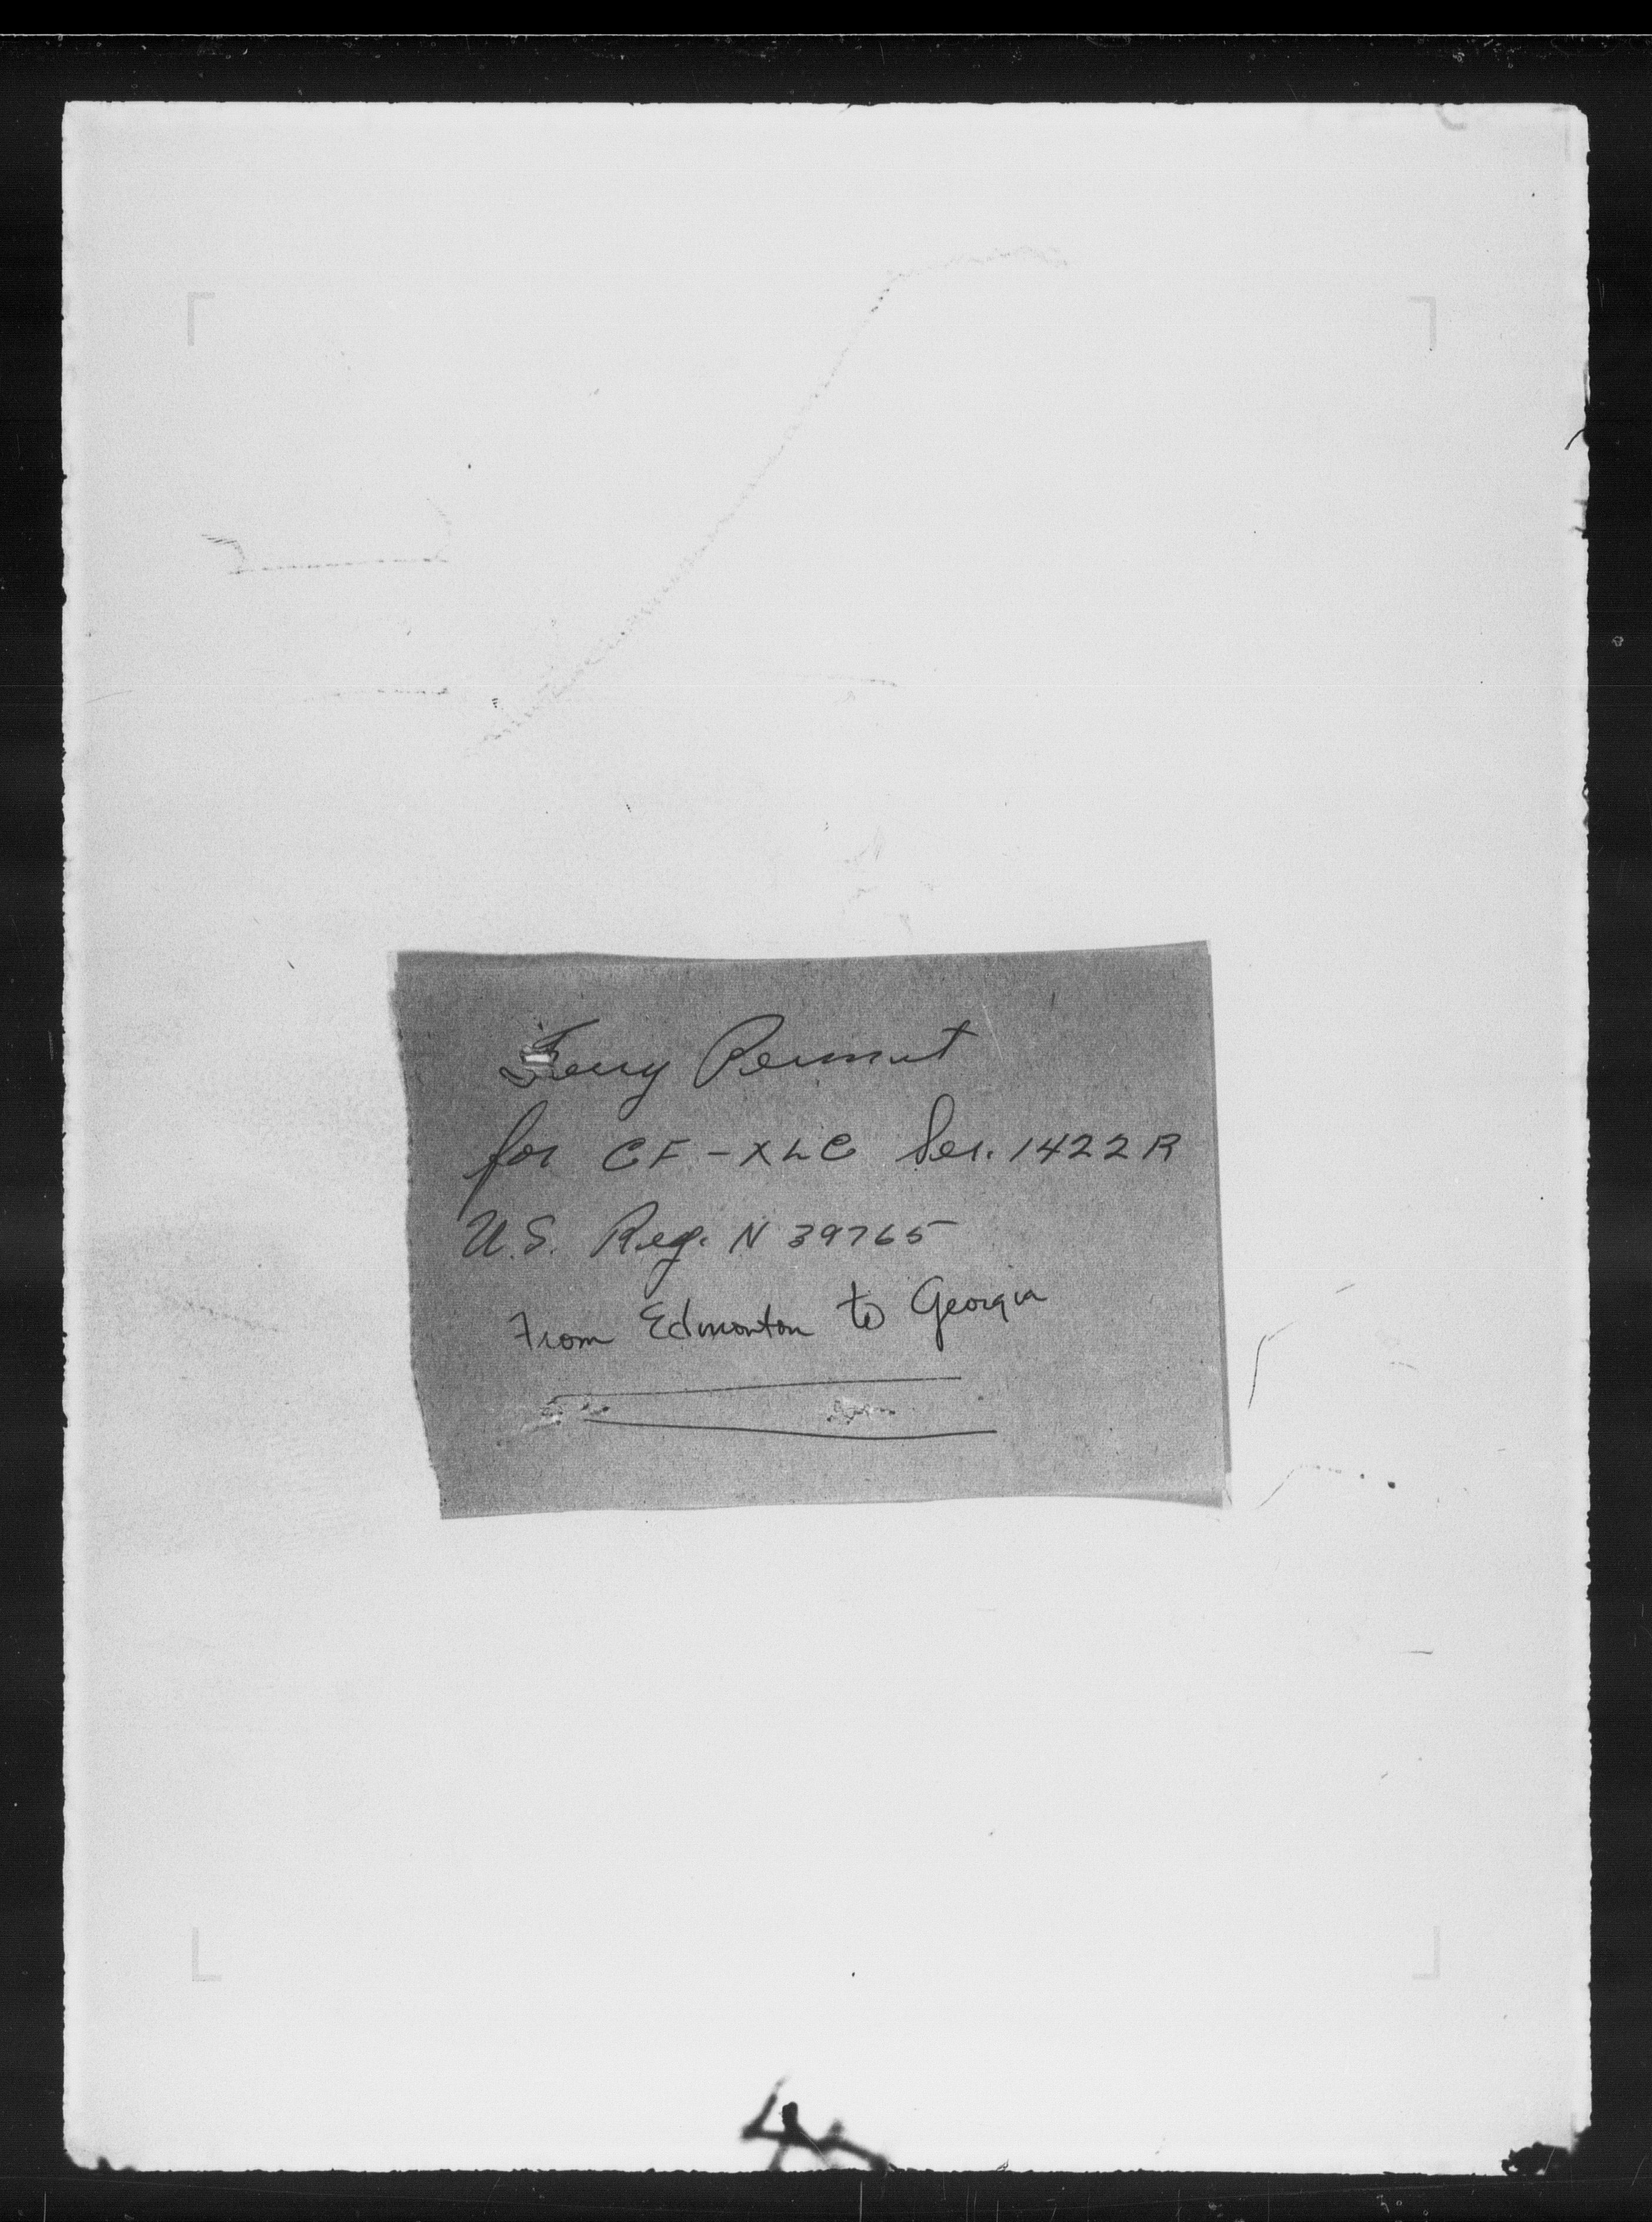 Ferry Permit
for CF-XLC Ser. 1422R
U.S. Reg. N 39765
From Edmonton to Georgia